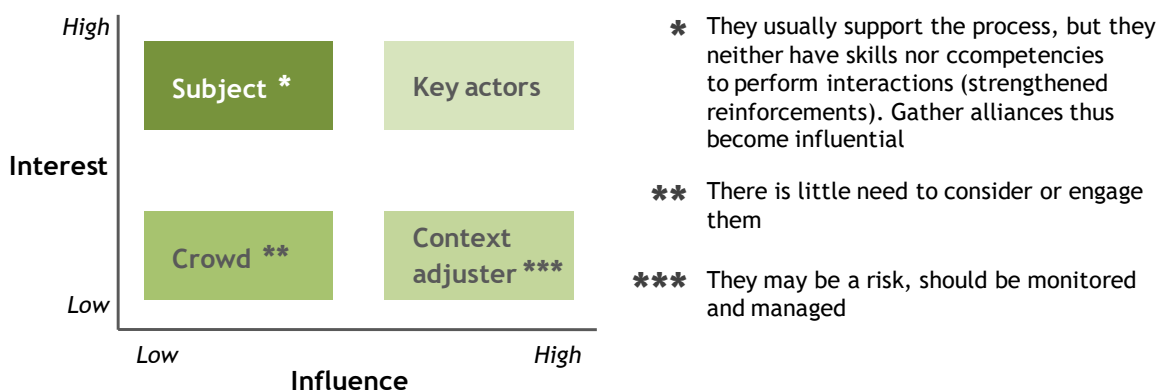 High
Subject *
Key actors
Interest
Crowd **
Context
adjuster ***
Low
Low
High
Influence
* They usually support the process, but they
neither have skills nor ccompetencies
to perform interactions (strengthened
reinforcements). Gather alliances thus
become influential
** There is little need to consider or engage
them
*** They may be a risk, should be monitored
and managed